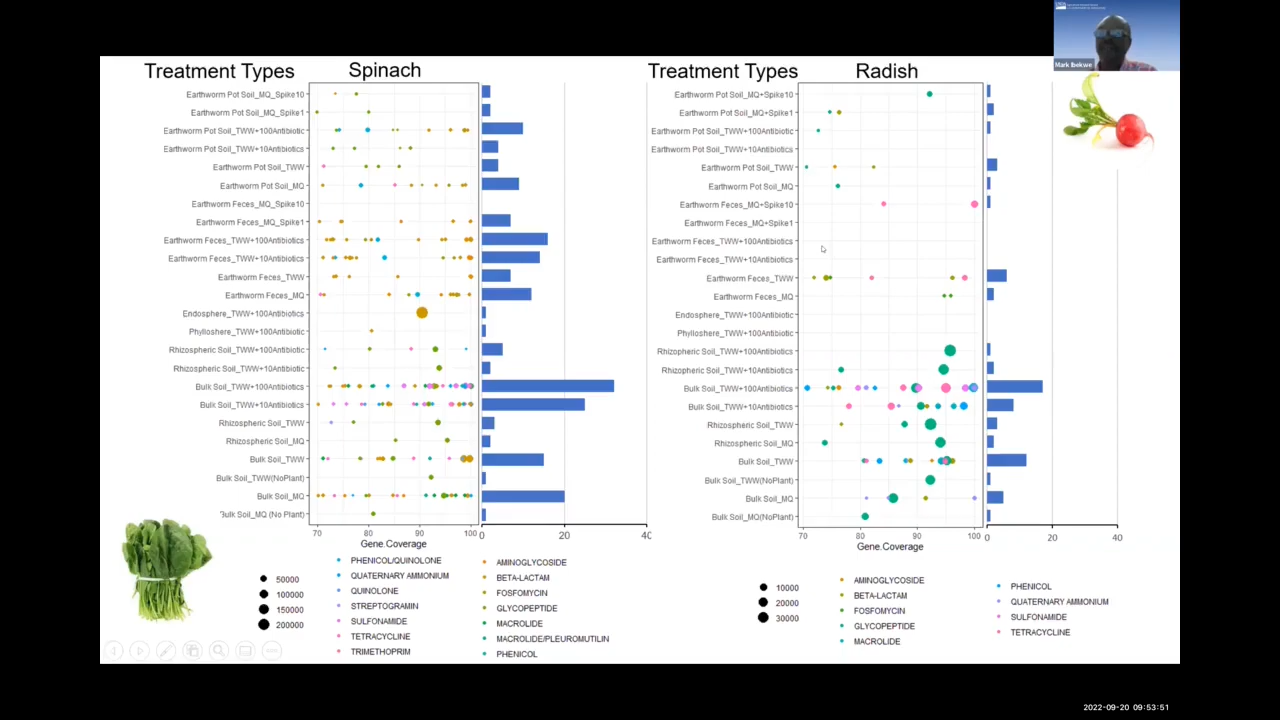 Mark Ibekwe
Treatment Types
Spinach
Earthworm Pot Soil_MQ_Spike10
Earthworm Pot Soil_MQ_Spike1
Earthworm Pot Soil_TWW+100Antibiotic
Earthworm Pot Soil_TWW+10Antibiotics
Earthworm Pot Soil_TWW
Earthworm Pot Soil_MQ
Earthworm Feces_MQ_Spike10
Earthworm Feces_MQ_Spike1
Earthworm Feces_TWW+100Antibiotics
Earthworm Feces_TWW+10Antibiotics
Earthworm Feces_TWW
Earthworm Feces_MQ
Endosphere_TWW+100Antibiotic
Phylloshere_TWW+100Antibiotic
Rhizospheric Soil_TWW+100Antibiotic
Rhizospheric Soil_TWW+10Antibiotic
Bulk Soil_TWW+100Antibiotics
Bulk Soil_TWW+10Antibiotics
Rhizospheric Soil_TWW
Rhizospheric Soil_MQ
Bulk Soil_TWW
Bulk Soil_TWW(NoPlant)
Bulk Soil_MQ
Bulk Soil_MQ (No Plant)
70 80 90 100
Gene.Coverage
0 20 40
50000
100000
150000
200000
PHENICOL/QUINOLONE
QUATERNARY AMMONIUM
QUINOLONE
STREPTOGRAMIN
SULFONAMIDE
TETRACYCLINE
TRIMETHOPRIM
AMINOGLYCOSIDE
BETA-LACTAM
FOSFOMYCIN
GLYCOPEPTIDE
MACROLIDE
MACROLIDE/PLEUROMUTILIN
PHENICOL
Treatment Types
Radish
Earthworm Pot Soil_MQ+Spike10
Earthworm Pot Soil_MQ+Spike1
Earthworm Pot Soil_TWW+100Antibiotic
Earthworm Pot Soil_TWW+10Antibiotics
Earthworm Pot Soil_TWW
Earthworm Pot Soil_MQ
Earthworm Feces_MQ+Spike10
Earthworm Feces_MQ+Spike1
Earthworm Feces_TWW+100Antibiotics
Earthworm Feces_TWW+10Antibiotics
Earthworm Feces_TWW
Earthworm Feces_MQ
Endosphere_TWW+100Antibiotic
Phylloshere_TWW+100Antibiotic
Rhizopheric Soil_TWW+100Antibiotics
Rhizopheric Soil_TWW+10Antibiotics
Bulk Soil_TWW+100Antibiotics
Bulk Soil_TWW+10Antibiotics
Rhizospheric Soil_TWW
Rhizospheric Soil_MQ
Bulk Soil_TWW
Bulk Soil_TWW(NoPlant)
Bulk Soil_MQ
Bulk Soil_MQ(NoPlant)
70 80 90 100
Gene.Coverage
0 20 40
10000
20000
30000
AMINOGLYCOSIDE
BETA-LACTAM
FOSFOMYCIN
GLYCOPEPTIDE
MACROLIDE
PHENICOL
QUATERNARY AMMONIUM
SULFONAMIDE
TETRACYCLINE
2022-09-20 09:53:51